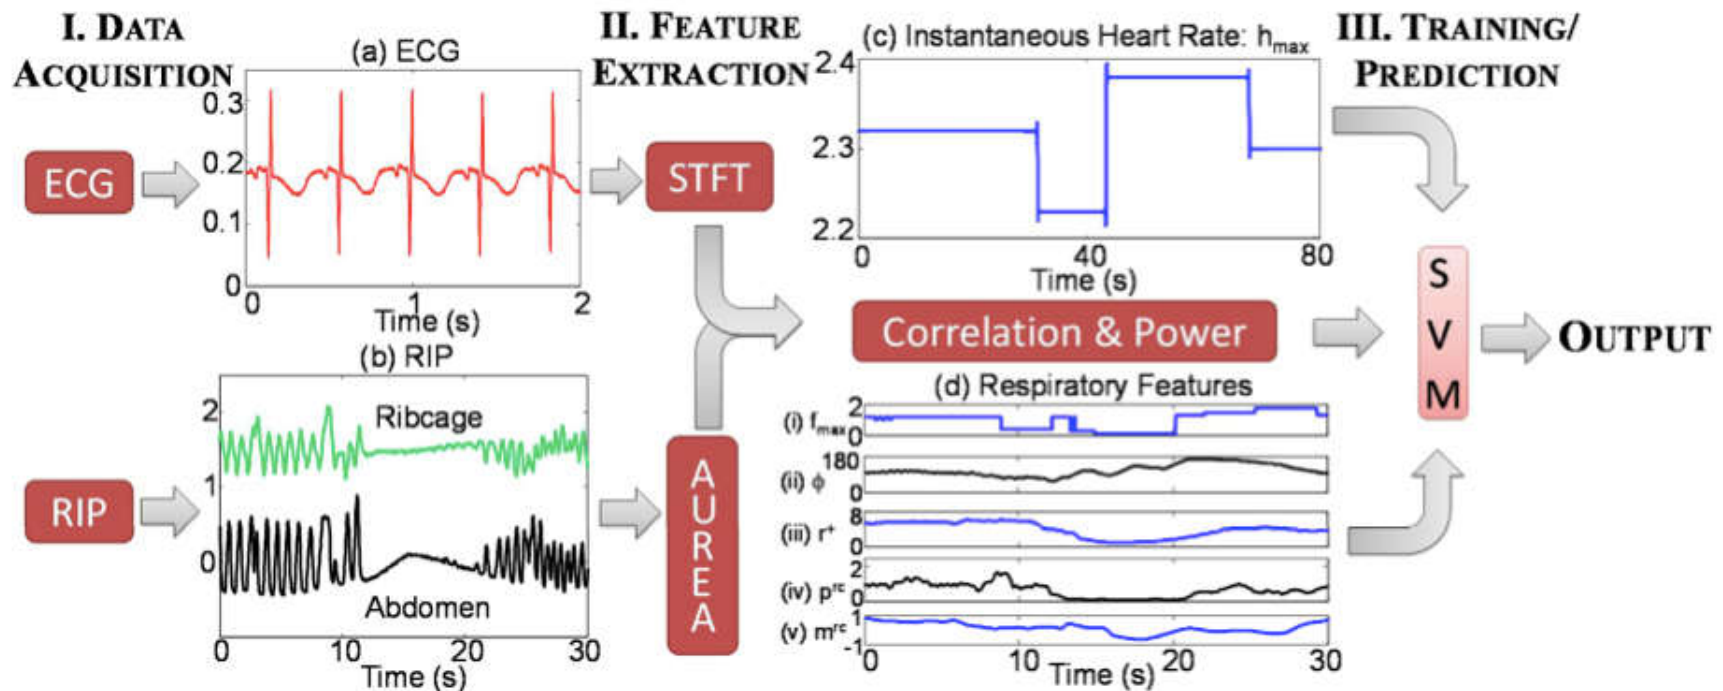 I. DATA
ACQUISITION
ECG
RIP
(a) ECG
0.3
0.2
0.1
0
0
1
2
Time (s)
(b) RIP
2
1
0
Ribcage
Abdomen
0
10
20
30
Time (s)
II. FEATURE
EXTRACTION
STFT
A
U
R
E
A
(c) Instantaneous Heart Rate: hmax
2.4
2.3
2.2
0
40
80
Time (s)
Correlation & Power
(d) Respiratory Features
(i) fmax
2
0
(ii) ϕ
180
0
(iii) r+
8
0
(iv) prc
2
0
(v) mrc
1
-1
0
10
20
30
Time (s)
III. TRAINING/
PREDICTION
S
V
M
OUTPUT